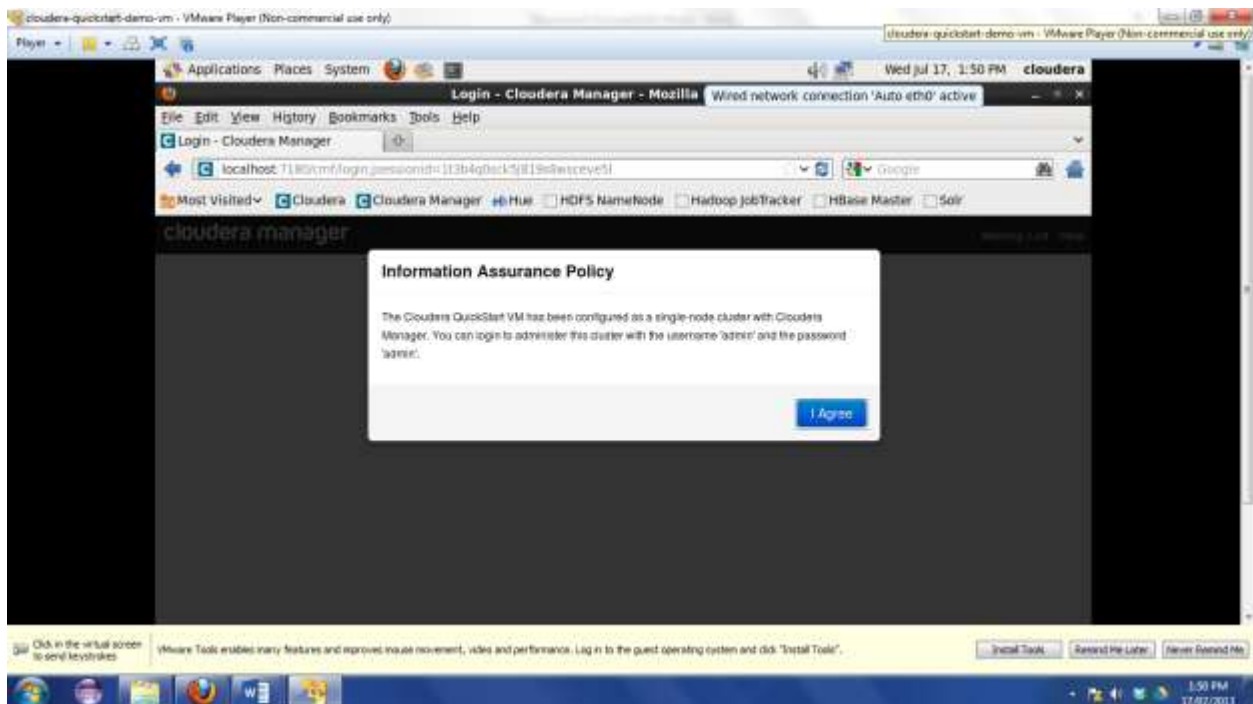 cloudera-quickstart-demo-vm - VMware Player (Non-commercial use only)
cloudera-quickstart-demo-vm - VMware Player (Non-commercial use only)
Player
Applications Places System
Wed Jul 17, 1:50 PM cloudera
Login - Cloudera Manager - Mozilla
Wired network connection 'Auto eth0' active
File Edit View History Bookmarks Tools Help
Login - Cloudera Manager
localhost:7180/cmf/login
Google
Most Visited Cloudera Cloudera Manager Hue HDFS NameNode Hadoop JobTracker HBase Master Solr
cloudera manager
Information Assurance Policy
The Cloudera QuickStart VM has been configured as a single-node cluster with Cloudera
Manager. You can login to administer this cluster with the username 'admin' and the password
'admin'.
I Agree
Click in the virtual screen
to send keystrokes
VMware Tools enables many features and improves mouse movement, video and performance. Log in to the guest operating system and click "Install Tools".
Install Tools Remind Me Later Never Remind Me
1:50 PM
17/07/2013